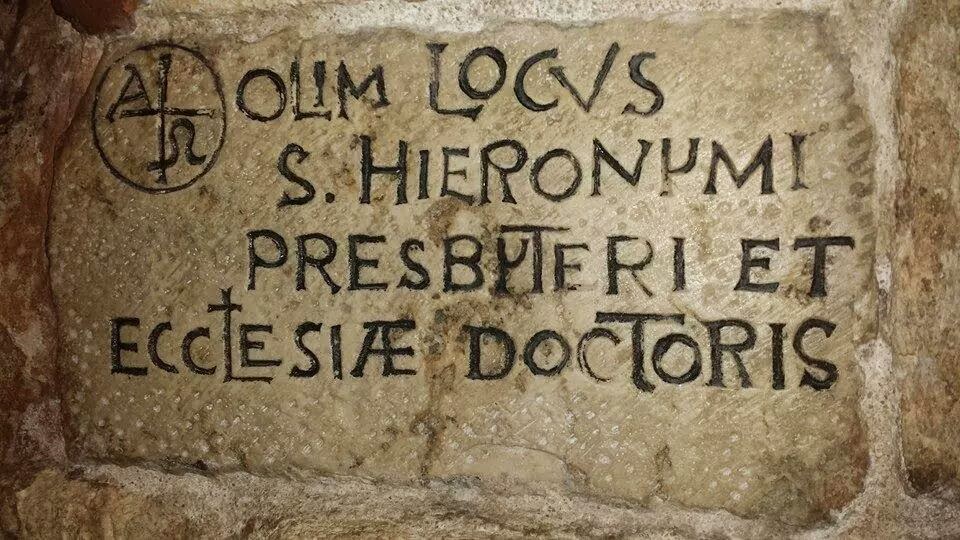 Α Ω OLIM LOCVS
S. HIERONYMI
PRESBYTERI ET
ECCLESIÆ DOCTORIS